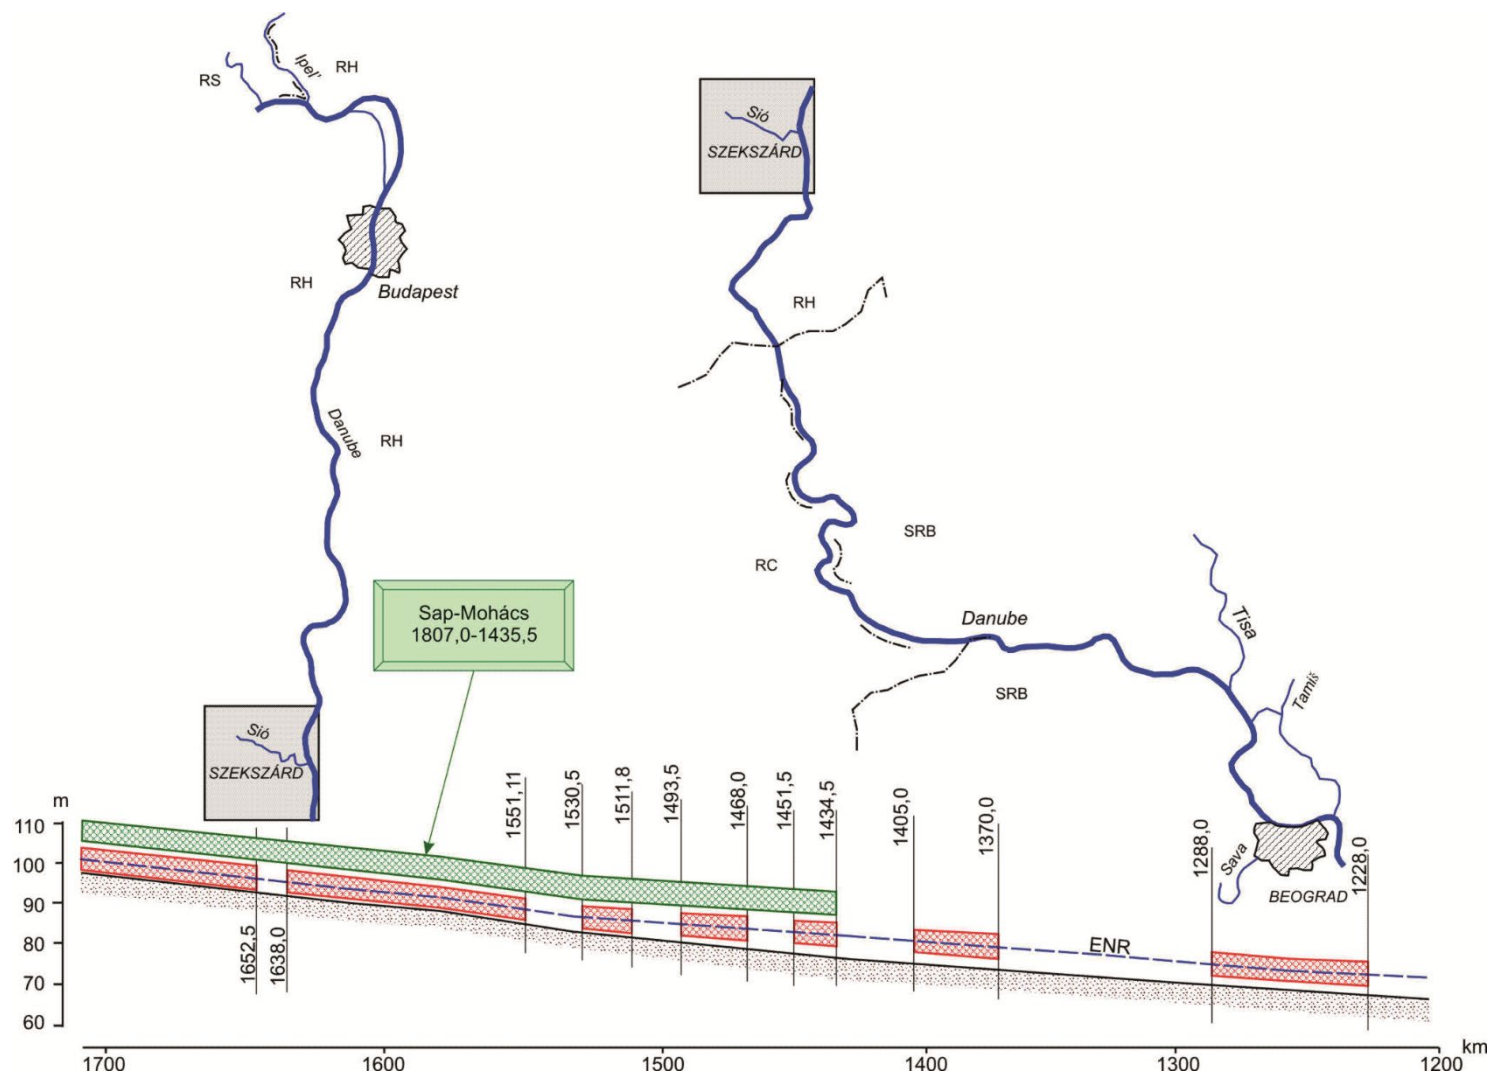 Ipel'
RH
RS
RH
Budapest
Danube
RH
Sió
SZEKSZÁRD
Sió
SZEKSZÁRD
RH
SRB
RC
Danube
SRB
Tisa
Tamiš
Sava
BEOGRAD
Sap-Mohács
1807,0-1435,5
m
110
100
90
80
70
60
1652,5
1638,0
1551,11
1530,5
1511,8
1493,5
1468,0
1451,5
1434,5
1405,0
1370,0
1288,0
1228,0
ENR
1700
1600
1500
1400
1300
1200
km